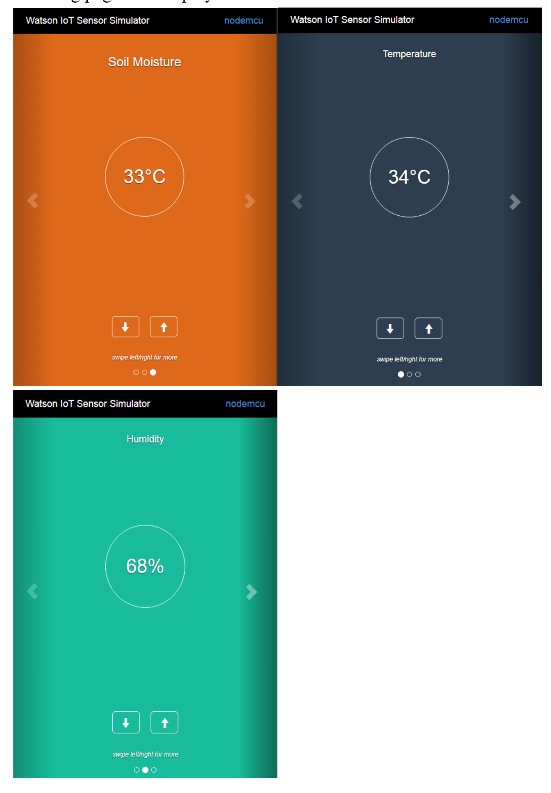 Watson IoT Sensor Simulator nodemcu
Soil Moisture
33°C
swipe left/right for more
Watson IoT Sensor Simulator nodemcu
Temperature
34°C
swipe left/right for more
Watson IoT Sensor Simulator nodemcu
Humidity
68%
swipe left/right for more